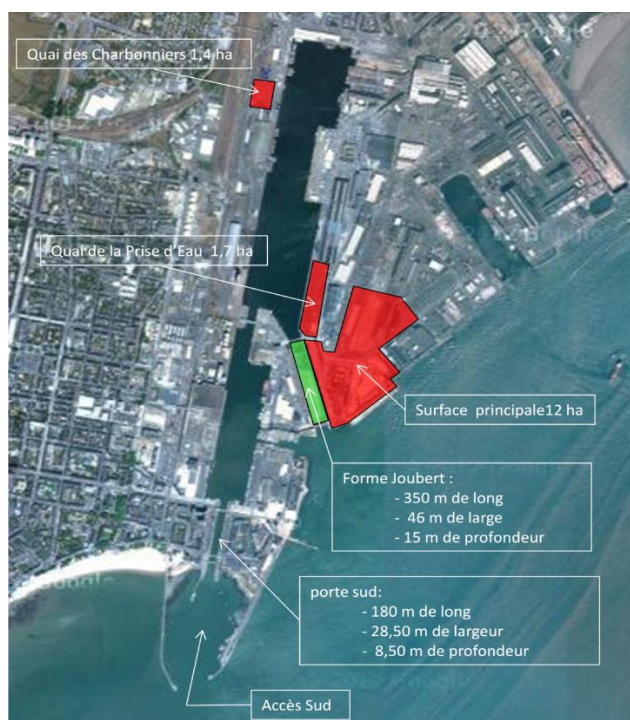 Quai des Charbonniers 1,4 ha
Quai de la Prise d'Eau 1,7 ha
Surface principale12 ha
Forme Joubert :
- 350 m de long
- 46 m de large
- 15 m de profondeur
porte sud:
- 180 m de long
- 28,50 m de largeur
- 8,50 m de profondeur
Accès Sud